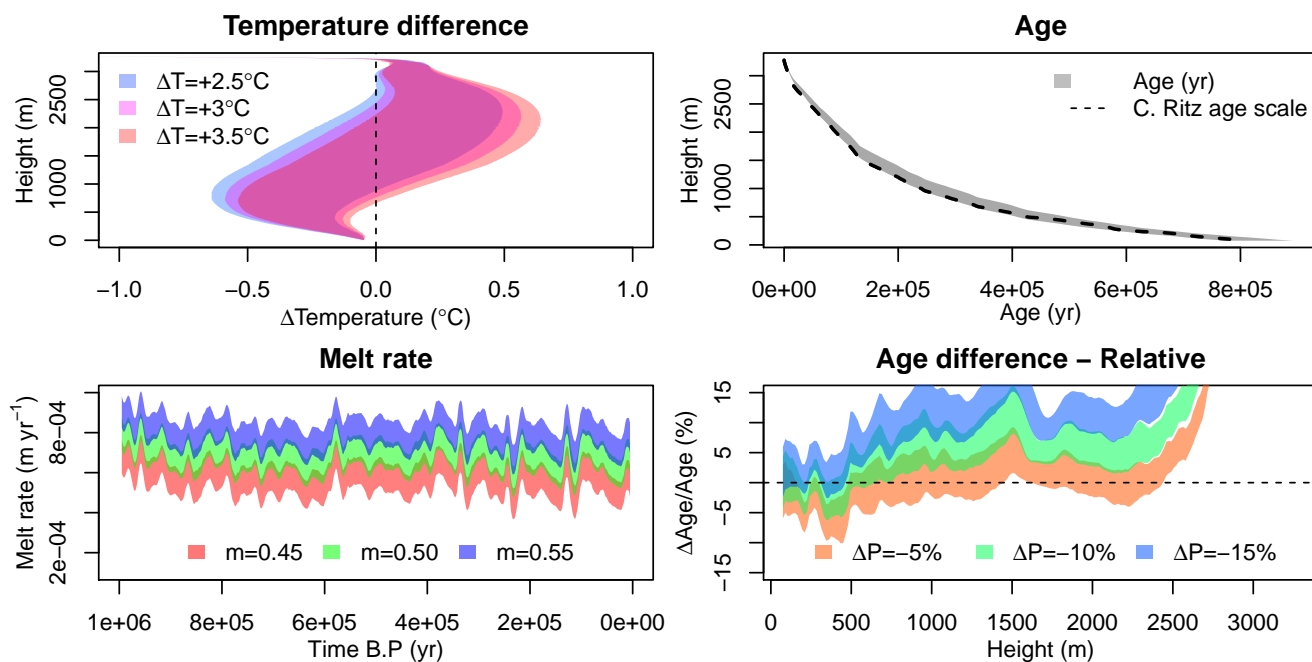 Temperature difference
Height (m)
2500
1000
0
ΔT=+2.5°C
ΔT=+3°C
ΔT=+3.5°C
−1.0 −0.5 0.0 0.5 1.0
ΔTemperature (°C)
Age
Height (m)
2500
1000
0
Age (yr)
C. Ritz age scale
0e+00 2e+05 4e+05 6e+05 8e+05
Age (yr)
Melt rate
Melt rate (m yr⁻¹)
8e−04
2e−04
m=0.45 m=0.50 m=0.55
1e+06 8e+05 6e+05 4e+05 2e+05 0e+00
Time B.P (yr)
Age difference − Relative
ΔAge/Age (%)
15
5
−5
−15
ΔP=−5% ΔP=−10% ΔP=−15%
0 500 1000 1500 2000 2500 3000
Height (m)